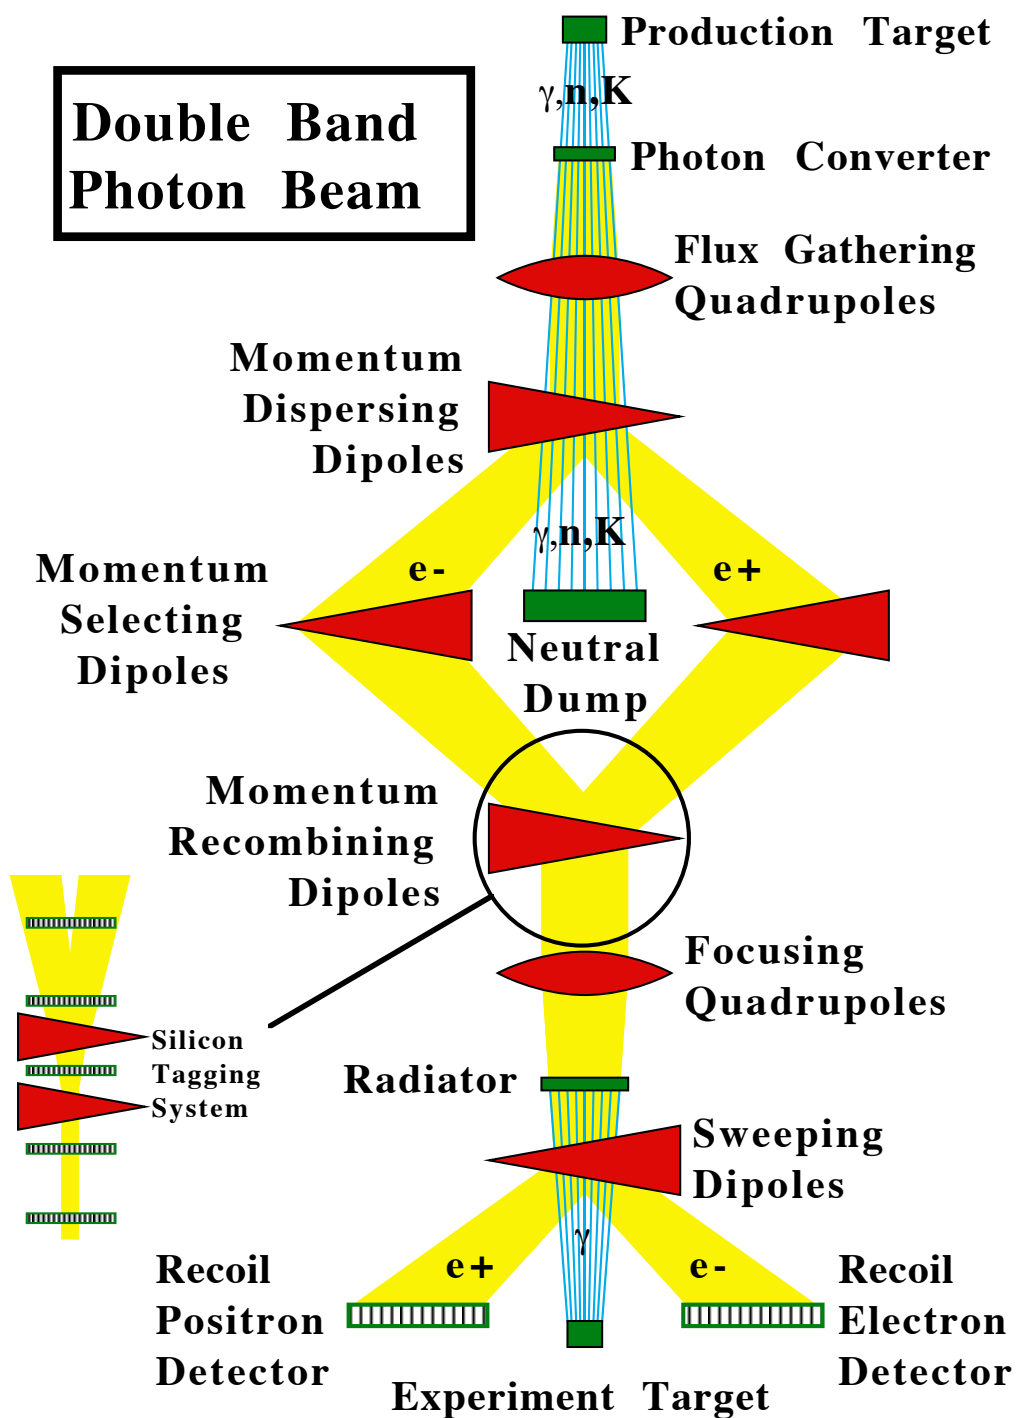 Double Band
Photon Beam
Production Target
γ,n,K
Photon Converter
Flux Gathering
Quadrupoles
Momentum
Dispersing
Dipoles
γ,n,K
e-
e+
Momentum
Selecting
Dipoles
Neutral
Dump
Momentum
Recombining
Dipoles
Focusing
Quadrupoles
Silicon
Tagging
System
Radiator
Sweeping
Dipoles
γ
e+
e-
Recoil
Positron
Detector
Recoil
Electron
Detector
Experiment Target